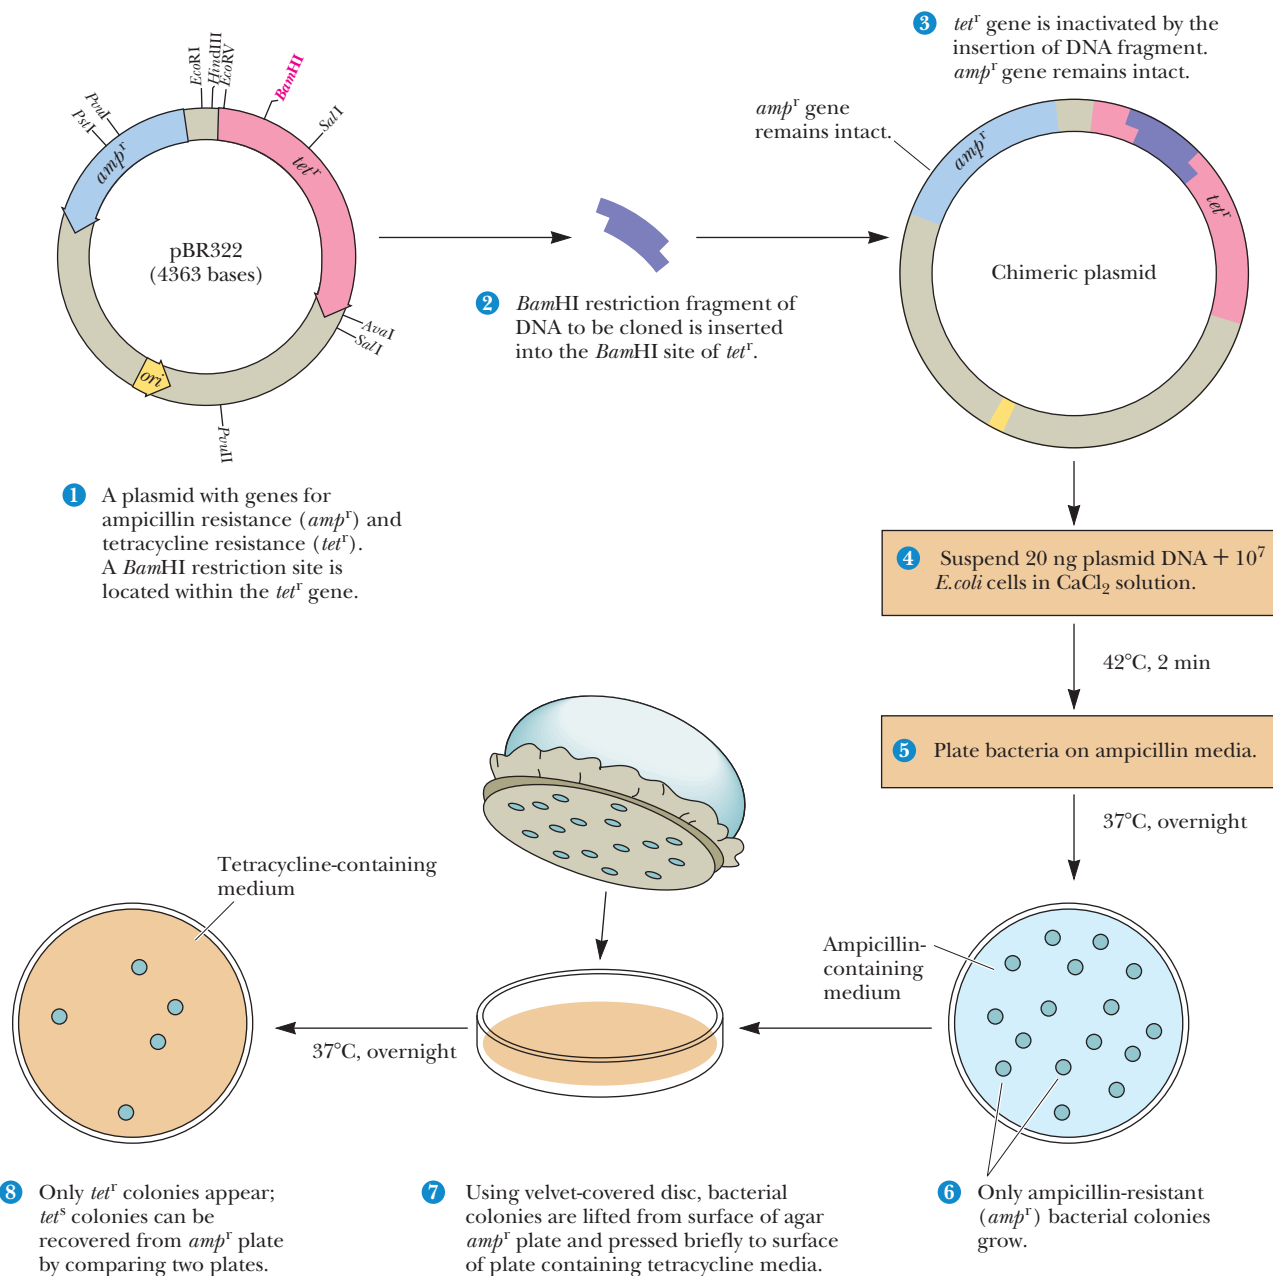 EcoRI
HindIII
EcoRV
BamHI
PvuI
PstI
SalI
ampʳ
tetʳ
pBR322
(4363 bases)
AvaI
SalI
ori
PvuII
1 A plasmid with genes for
ampicillin resistance (ampʳ) and
tetracycline resistance (tetʳ).
A BamHI restriction site is
located within the tetʳ gene.
2 BamHI restriction fragment of
DNA to be cloned is inserted
into the BamHI site of tetʳ.
3 tetʳ gene is inactivated by the
insertion of DNA fragment.
ampʳ gene remains intact.
ampʳ gene
remains intact.
ampʳ
tetʳ
Chimeric plasmid
4 Suspend 20 ng plasmid DNA + 10⁷
E.coli cells in CaCl₂ solution.
42°C, 2 min
5 Plate bacteria on ampicillin media.
37°C, overnight
Ampicillin-
containing
medium
6 Only ampicillin-resistant
(ampʳ) bacterial colonies
grow.
7 Using velvet-covered disc, bacterial
colonies are lifted from surface of agar
ampʳ plate and pressed briefly to surface
of plate containing tetracycline media.
37°C, overnight
Tetracycline-containing
medium
8 Only tetʳ colonies appear;
tetˢ colonies can be
recovered from ampʳ plate
by comparing two plates.